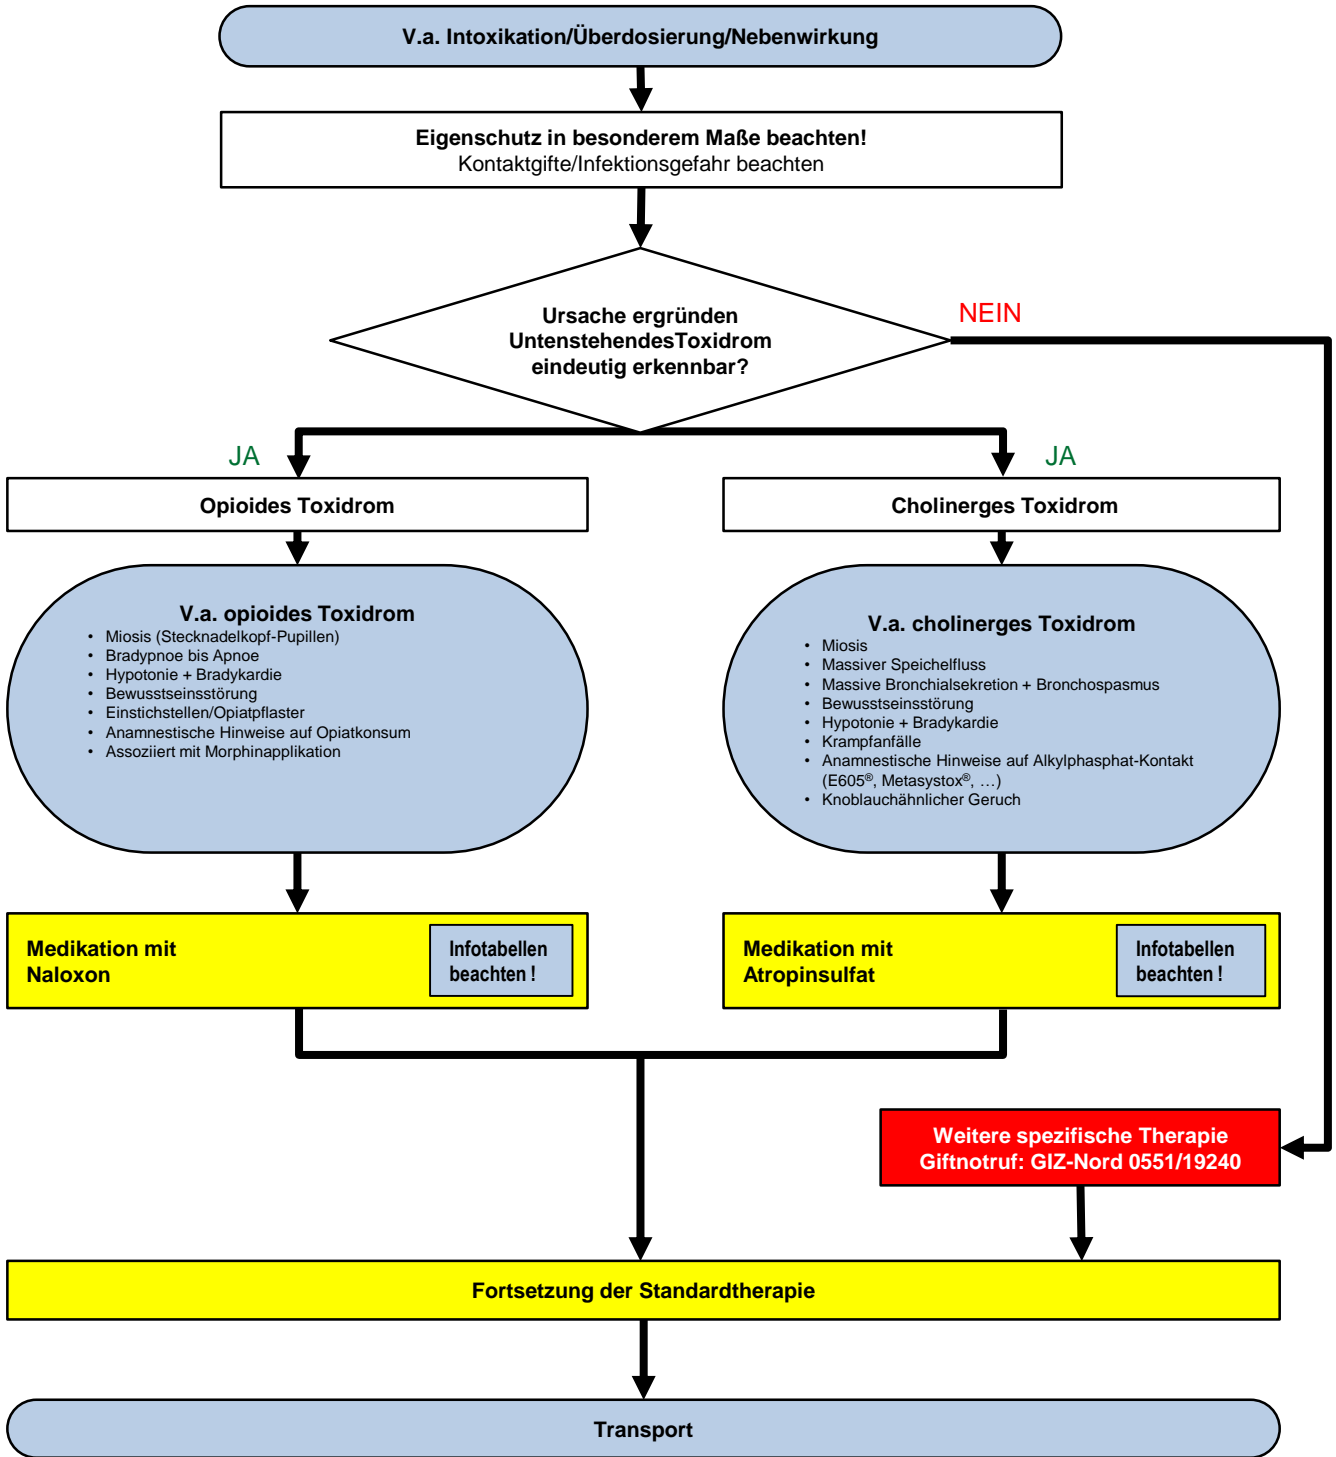 V.a. Intoxikation/Überdosierung/Nebenwirkung
Eigenschutz in besonderem Maße beachten!
Kontaktgifte/Infektionsgefahr beachten
Ursache ergründen
UntenstehendesToxidrom
eindeutig erkennbar?
NEIN
JA
JA
Opioides Toxidrom
Cholinerges Toxidrom
V.a. opioides Toxidrom
• Miosis (Stecknadelkopf-Pupillen)
• Bradypnoe bis Apnoe
• Hypotonie + Bradykardie
• Bewusstseinsstörung
• Einstichstellen/Opiatpflaster
• Anamnestische Hinweise auf Opiatkonsum
• Assoziiert mit Morphinapplikation
V.a. cholinerges Toxidrom
• Miosis
• Massiver Speichelfluss
• Massive Bronchialsekretion + Bronchospasmus
• Bewusstseinsstörung
• Hypotonie + Bradykardie
• Krampfanfälle
• Anamnestische Hinweise auf Alkylphasphat-Kontakt
(E605®, Metasystox®, …)
• Knoblauchähnlicher Geruch
Medikation mit
Naloxon
Infotabellen
beachten !
Medikation mit
Atropinsulfat
Infotabellen
beachten !
Weitere spezifische Therapie
Giftnotruf: GIZ-Nord 0551/19240
Fortsetzung der Standardtherapie
Transport